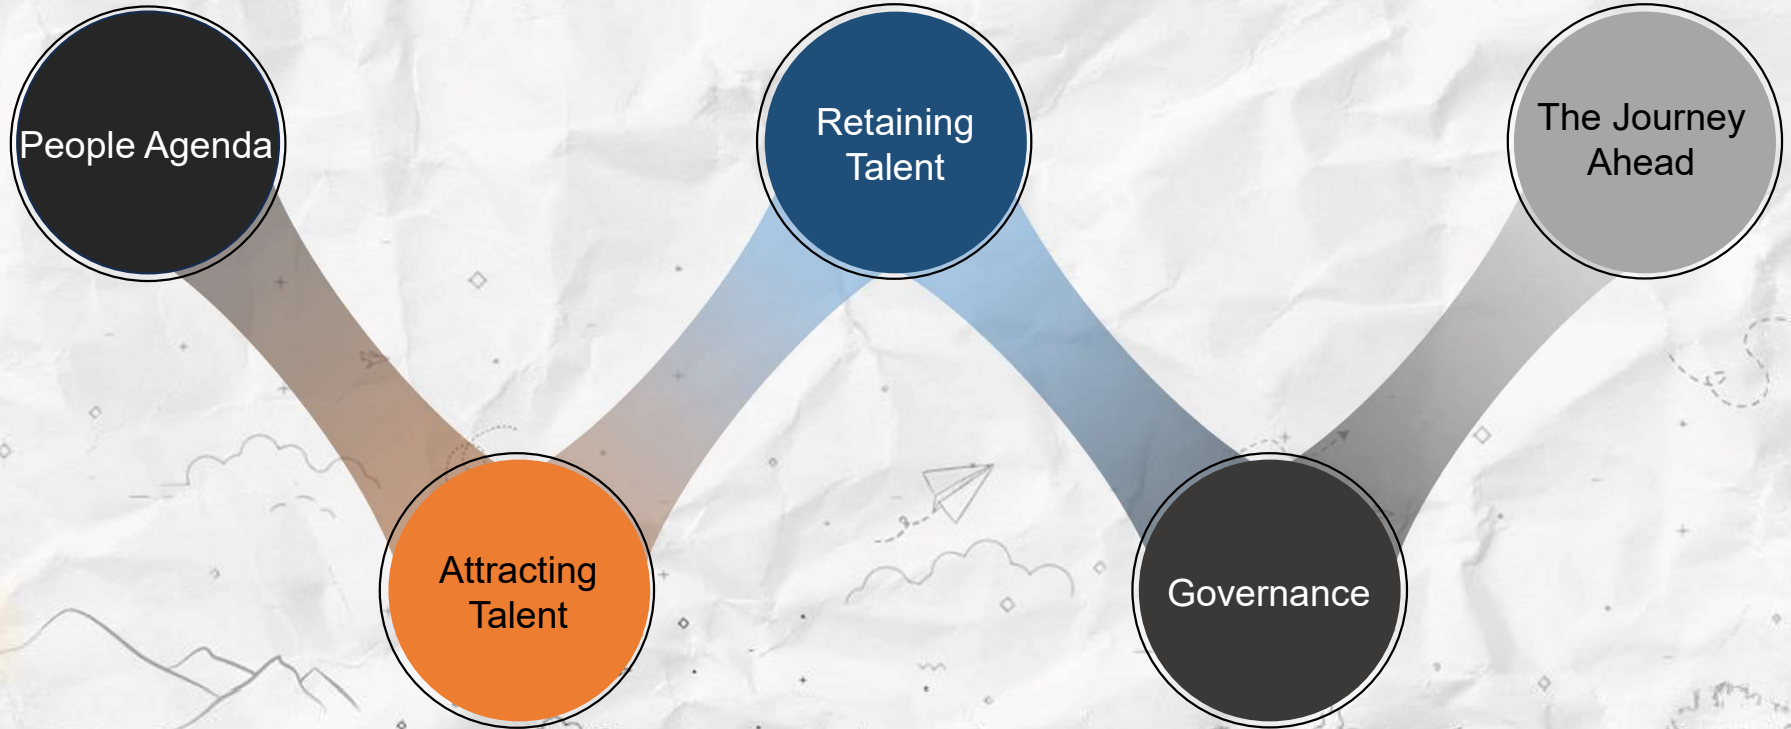 People Agenda
Attracting
Talent
Retaining
Talent
Governance
The Journey
Ahead